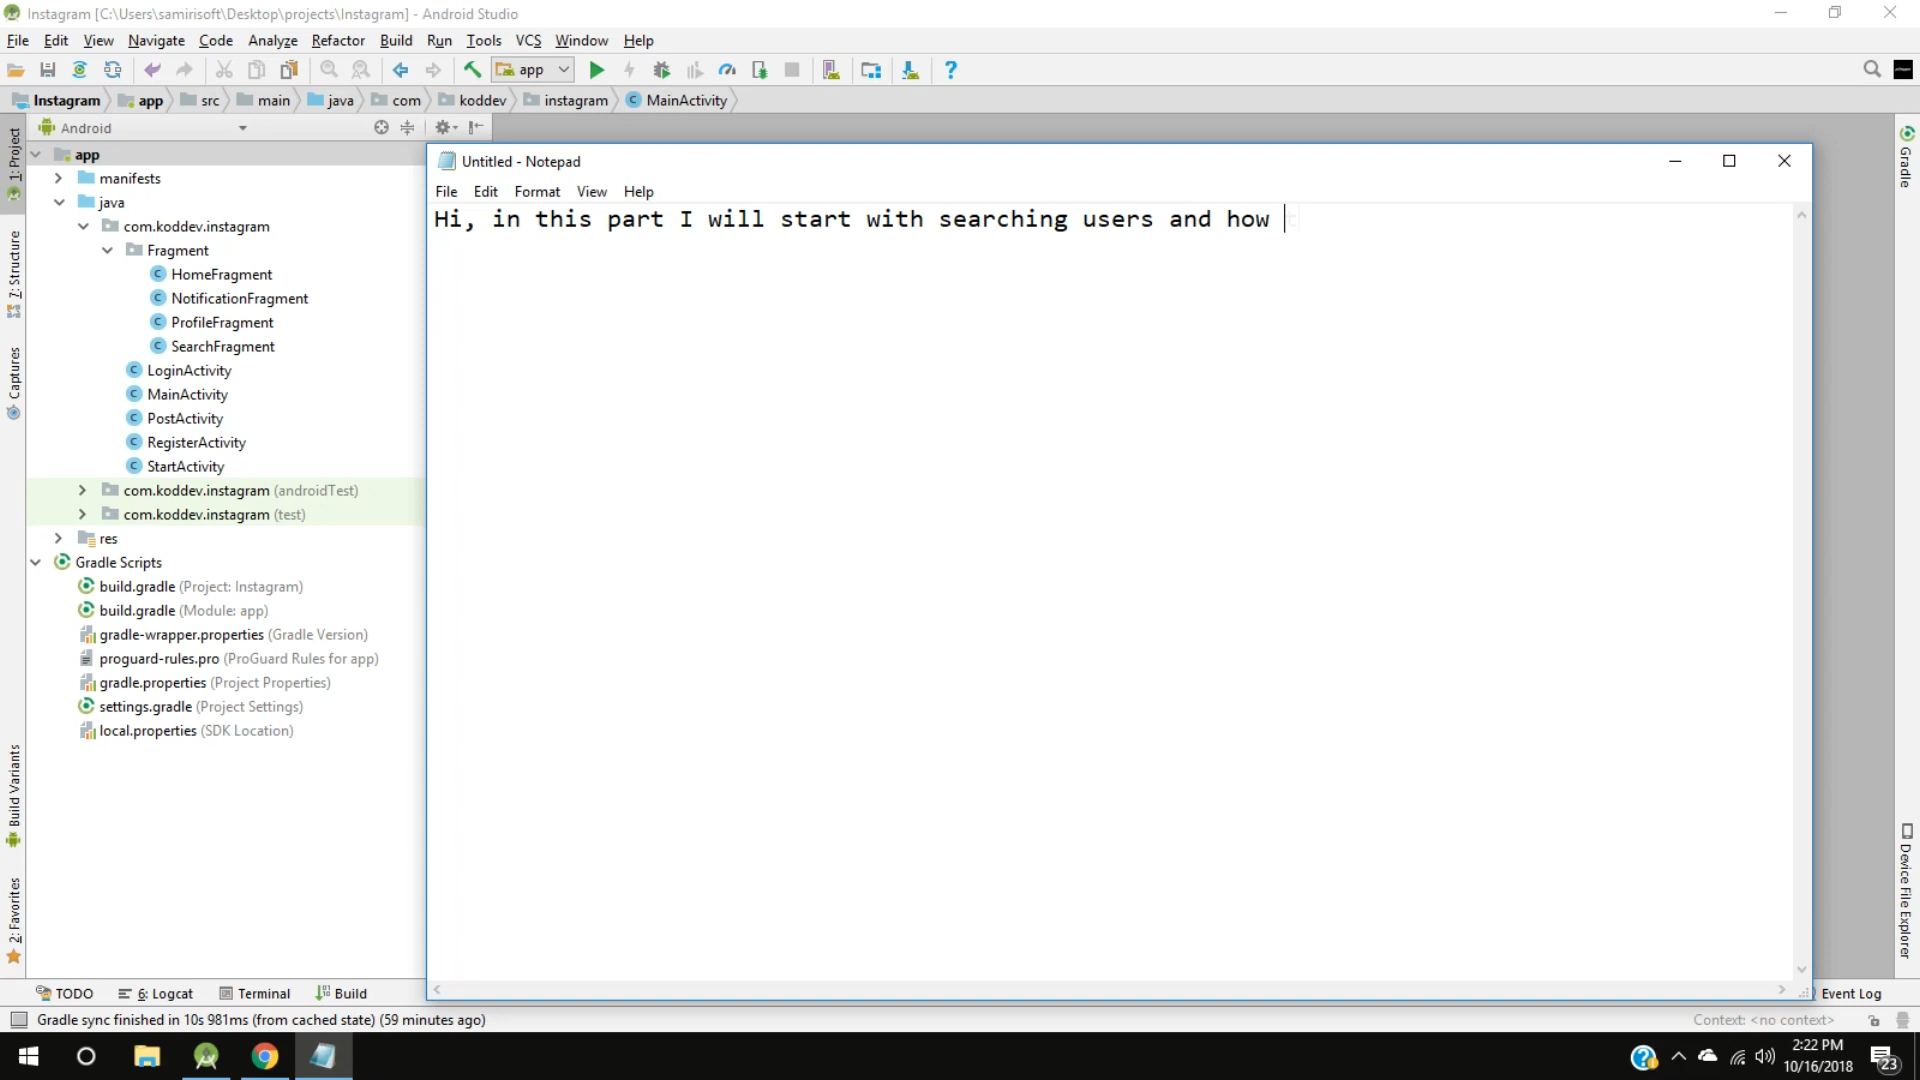 Instagram [C:\Users\samirisoft\Desktop\projects\Instagram] - Android Studio
File Edit View Navigate Code Analyze Refactor Build Run Tools VCS Window Help
app
Instagram app src main java com koddev instagram MainActivity
Android
1: Project
Z: Structure
Captures
Build Variants
2: Favorites
app
manifests
java
com.koddev.instagram
Fragment
HomeFragment
NotificationFragment
ProfileFragment
SearchFragment
LoginActivity
MainActivity
PostActivity
RegisterActivity
StartActivity
com.koddev.instagram (androidTest)
com.koddev.instagram (test)
res
Gradle Scripts
build.gradle (Project: Instagram)
build.gradle (Module: app)
gradle-wrapper.properties (Gradle Version)
proguard-rules.pro (ProGuard Rules for app)
gradle.properties (Project Properties)
settings.gradle (Project Settings)
local.properties (SDK Location)
Untitled - Notepad
File Edit Format View Help
Hi, in this part I will start with searching users and how
Gradle
Device File Explorer
TODO 6: Logcat Terminal Build Event Log
Gradle sync finished in 10s 981ms (from cached state) (59 minutes ago) Context: <no context>
2:22 PM
10/16/2018
23